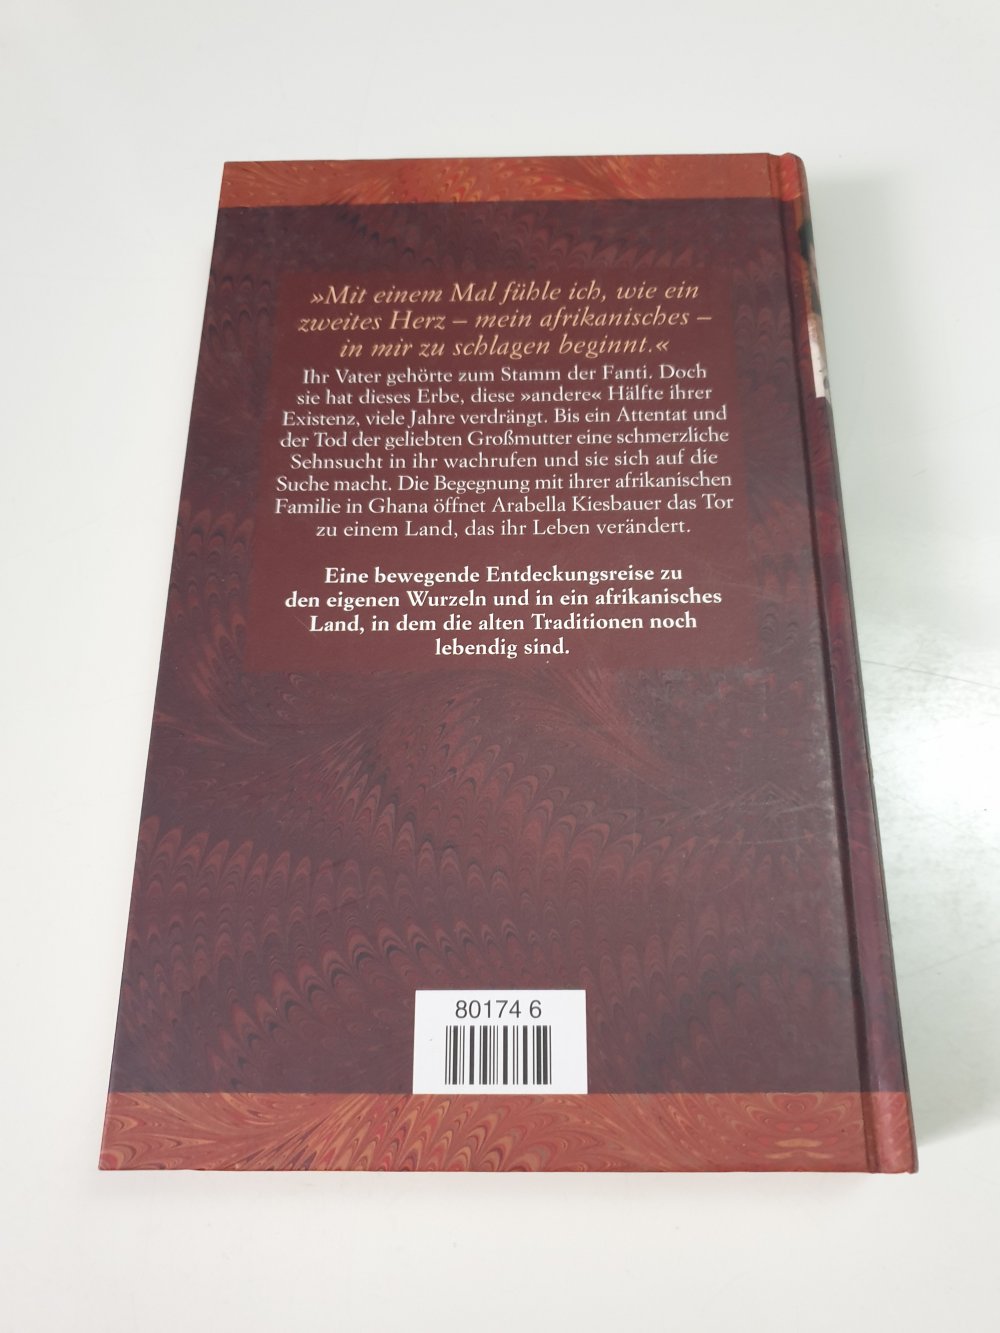 »Mit einem Mal fühle ich, wie ein
zweites Herz – mein afrikanisches –
in mir zu schlagen beginnt.«
Ihr Vater gehörte zum Stamm der Fanti. Doch
sie hat dieses Erbe, diese »andere« Hälfte ihrer
Existenz, viele Jahre verdrängt. Bis ein Attentat und
der Tod der geliebten Großmutter eine schmerzliche
Sehnsucht in ihr wachrufen und sie sich auf die
Suche macht. Die Begegnung mit ihrer afrikanischen
Familie in Ghana öffnet Arabella Kiesbauer das Tor
zu einem Land, das ihr Leben verändert.
Eine bewegende Entdeckungsreise zu
den eigenen Wurzeln und in ein afrikanisches
Land, in dem die alten Traditionen noch
lebendig sind.
80174 6